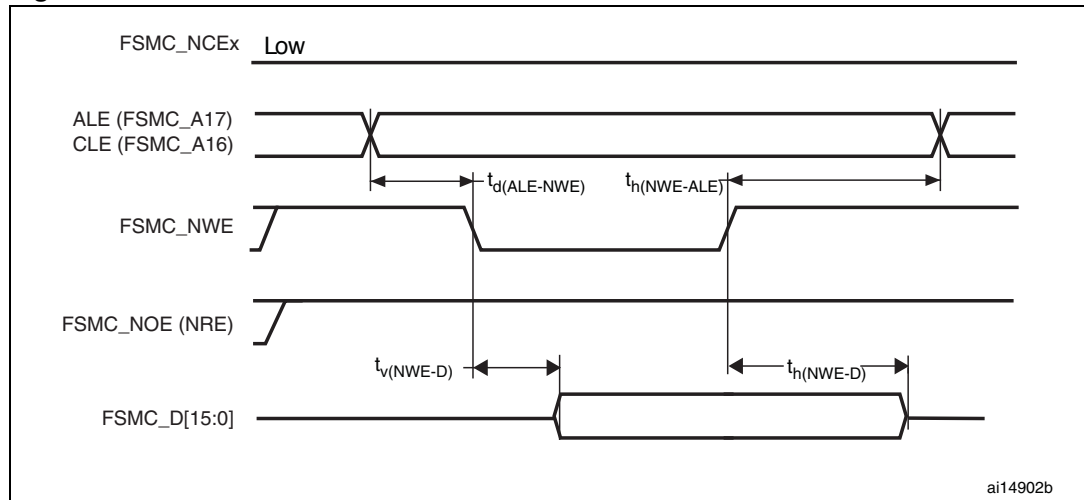 FSMC_NCEx
Low
ALE (FSMC_A17)
CLE (FSMC_A16)
td(ALE-NWE)
th(NWE-ALE)
FSMC_NWE
FSMC_NOE (NRE)
tv(NWE-D)
th(NWE-D)
FSMC_D[15:0]
ai14902b